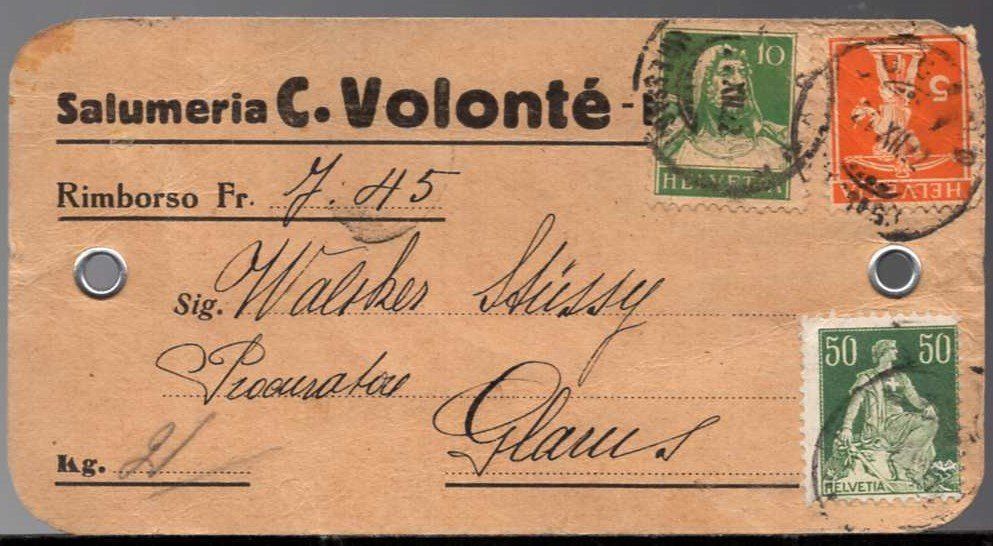 Salumeria C. Volonté -
10
HELVETIA
5
HELVETIA
Rimborso Fr. 7.45
Sig. Walther Stüssy
Procuratore
Glarus
Kg. 21
50 50
HELVETIA